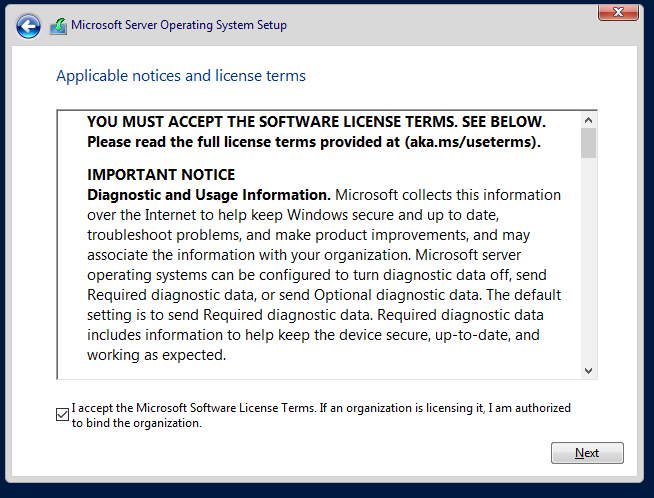 Microsoft Server Operating System Setup
Applicable notices and license terms
YOU MUST ACCEPT THE SOFTWARE LICENSE TERMS. SEE BELOW.
Please read the full license terms provided at (aka.ms/useterms).
IMPORTANT NOTICE
Diagnostic and Usage Information. Microsoft collects this information
over the Internet to help keep Windows secure and up to date,
troubleshoot problems, and make product improvements, and may
associate the information with your organization. Microsoft server
operating systems can be configured to turn diagnostic data off, send
Required diagnostic data, or send Optional diagnostic data. The default
setting is to send Required diagnostic data. Required diagnostic data
includes information to help keep the device secure, up-to-date, and
working as expected.
I accept the Microsoft Software License Terms. If an organization is licensing it, I am authorized
to bind the organization.
Next